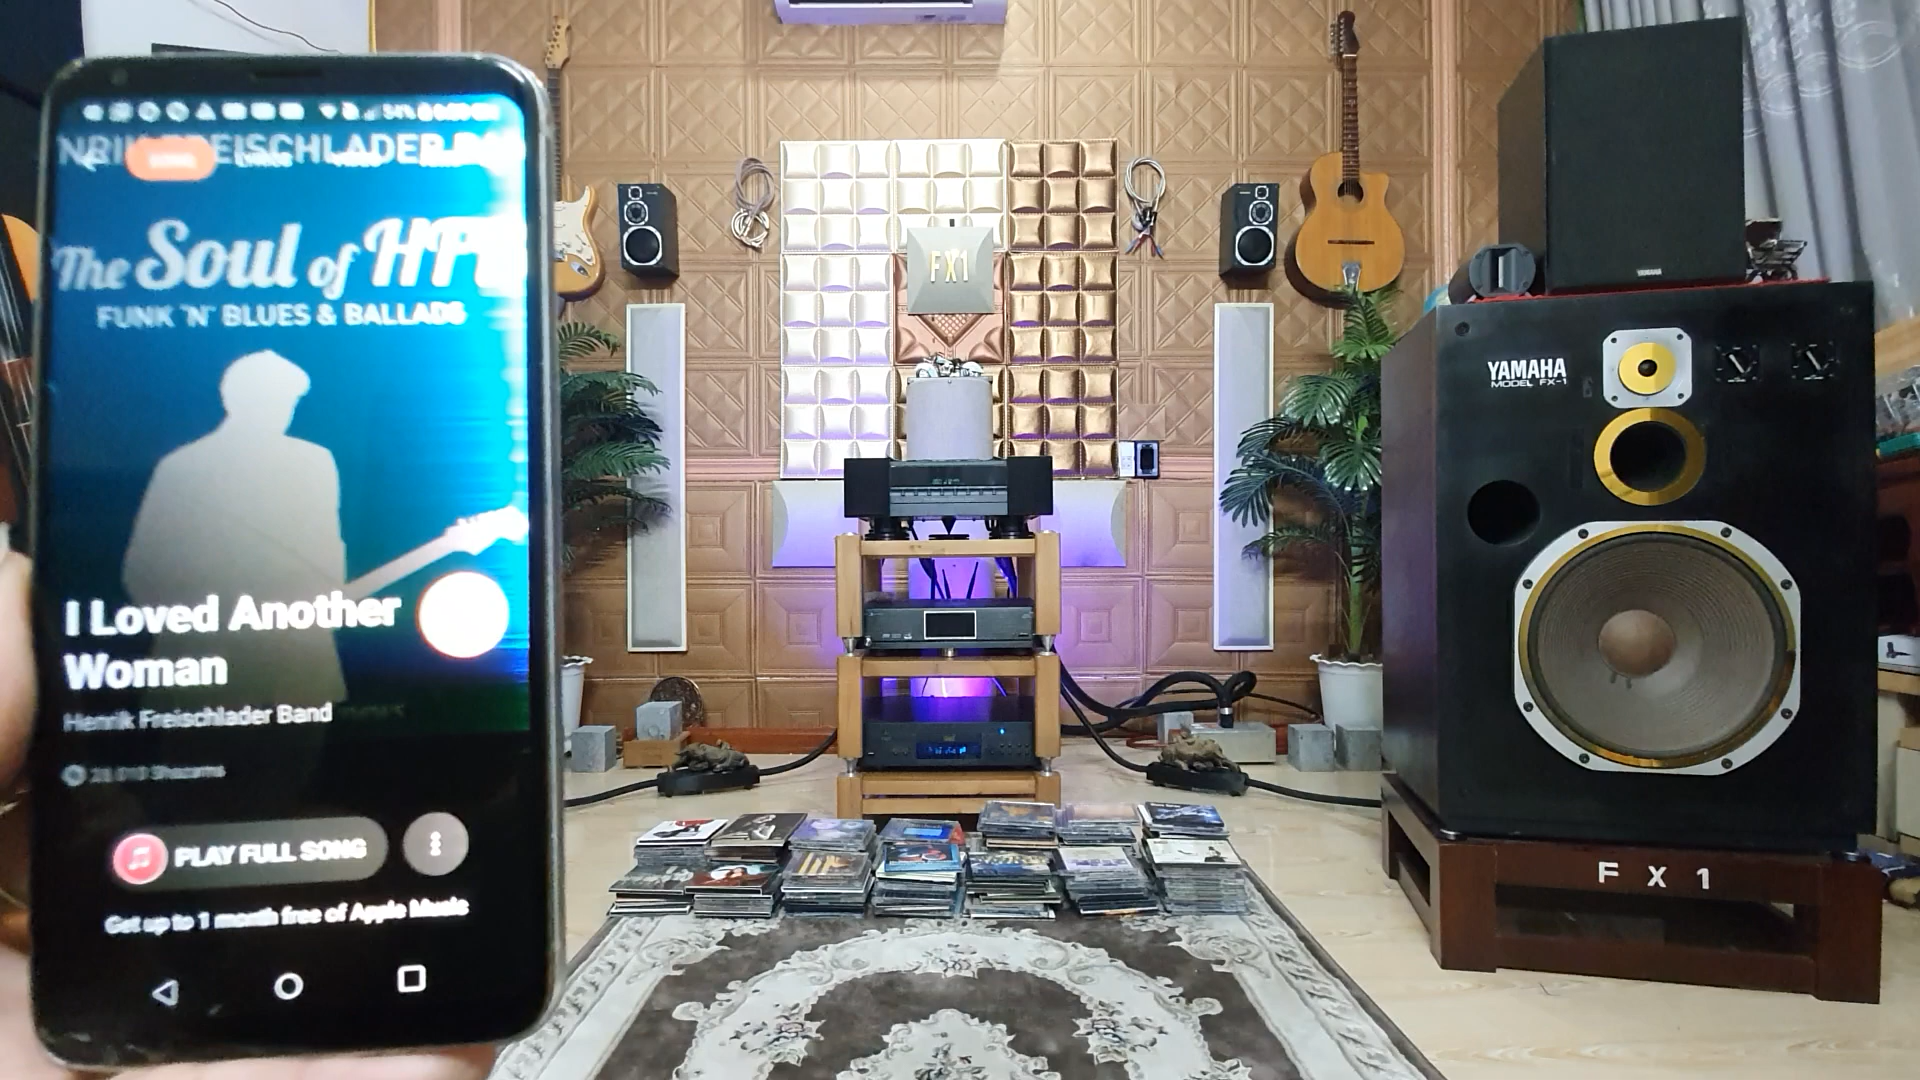 The Soul of HFB
FUNK 'N' BLUES & BALLADS
I Loved Another
Woman
Henrik Freischlader Band
PLAY FULL SONG
Get up to 1 month free of Apple Music
FX1
YAMAHA
YAMAHA
MODEL FX-1
F X 1